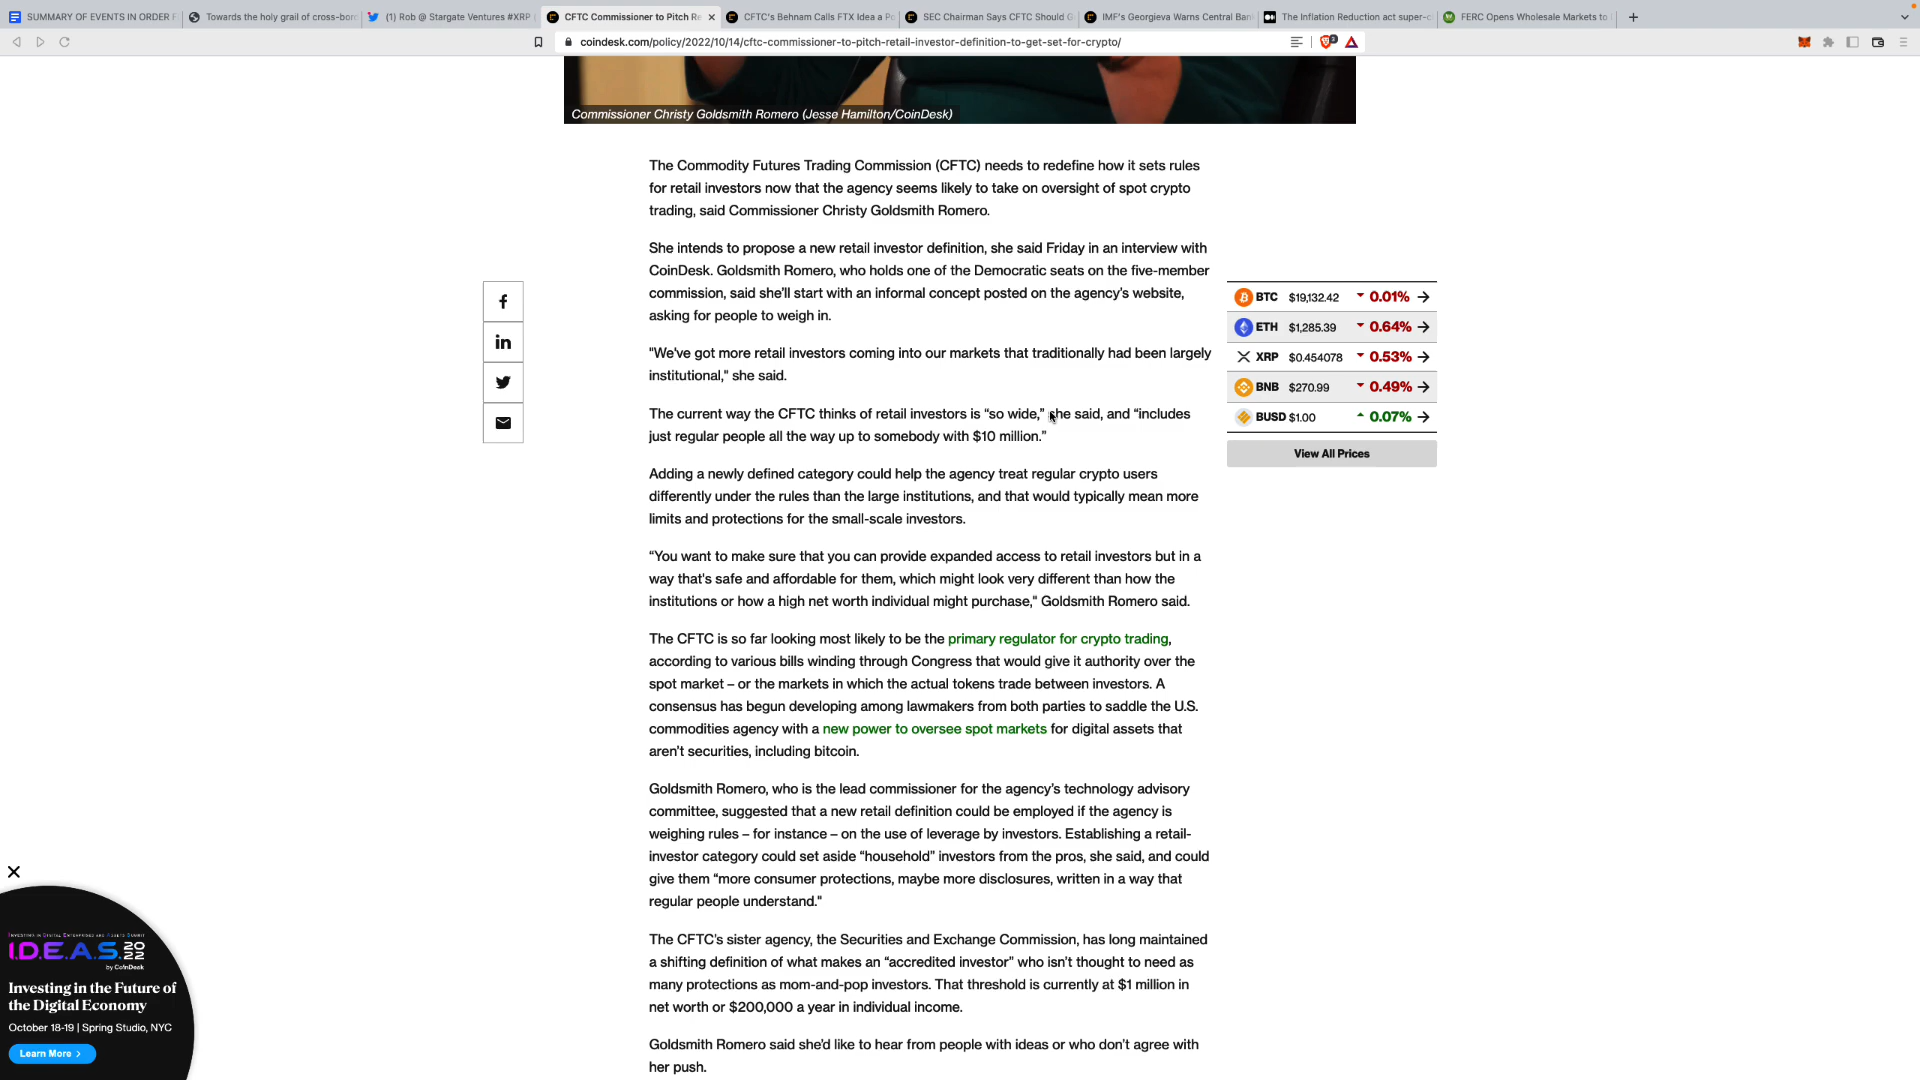 SUMMARY OF EVENTS IN ORDER F
Towards the holy grail of cross-bor
(1) Rob @ Stargate Ventures #XRP
CFTC Commissioner to Pitch Re
CFTC's Behnam Calls FTX Idea a Po
SEC Chairman Says CFTC Should G
IMF's Georgieva Warns Central Ban
The Inflation Reduction act super-c
FERC Opens Wholesale Markets to
coindesk.com/policy/2022/10/14/cftc-commissioner-to-pitch-retail-investor-definition-to-get-set-for-crypto/
3
Commissioner Christy Goldsmith Romero (Jesse Hamilton/CoinDesk)
The Commodity Futures Trading Commission (CFTC) needs to redefine how it sets rules
for retail investors now that the agency seems likely to take on oversight of spot crypto
trading, said Commissioner Christy Goldsmith Romero.
She intends to propose a new retail investor definition, she said Friday in an interview with
CoinDesk. Goldsmith Romero, who holds one of the Democratic seats on the five-member
commission, said she'll start with an informal concept posted on the agency's website,
asking for people to weigh in.
"We've got more retail investors coming into our markets that traditionally had been largely
institutional," she said.
The current way the CFTC thinks of retail investors is “so wide,” she said, and “includes
just regular people all the way up to somebody with $10 million.”
Adding a newly defined category could help the agency treat regular crypto users
differently under the rules than the large institutions, and that would typically mean more
limits and protections for the small-scale investors.
“You want to make sure that you can provide expanded access to retail investors but in a
way that's safe and affordable for them, which might look very different than how the
institutions or how a high net worth individual might purchase," Goldsmith Romero said.
The CFTC is so far looking most likely to be the primary regulator for crypto trading,
according to various bills winding through Congress that would give it authority over the
spot market – or the markets in which the actual tokens trade between investors. A
consensus has begun developing among lawmakers from both parties to saddle the U.S.
commodities agency with a new power to oversee spot markets for digital assets that
aren't securities, including bitcoin.
Goldsmith Romero, who is the lead commissioner for the agency's technology advisory
committee, suggested that a new retail definition could be employed if the agency is
weighing rules – for instance – on the use of leverage by investors. Establishing a retail-
investor category could set aside “household” investors from the pros, she said, and could
give them “more consumer protections, maybe more disclosures, written in a way that
regular people understand."
The CFTC's sister agency, the Securities and Exchange Commission, has long maintained
a shifting definition of what makes an “accredited investor” who isn't thought to need as
many protections as mom-and-pop investors. That threshold is currently at $1 million in
net worth or $200,000 a year in individual income.
Goldsmith Romero said she'd like to hear from people with ideas or who don't agree with
her push.
BTC $19,132.42 0.01%
ETH $1,285.39 0.64%
XRP $0.454078 0.53%
BNB $270.99 0.49%
BUSD $1.00 0.07%
View All Prices
Investing in Digital Enterprises and Assets Summit
I.D.E.A.S. 2022
by CoinDesk
Investing in the Future of
the Digital Economy
October 18-19 | Spring Studio, NYC
Learn More